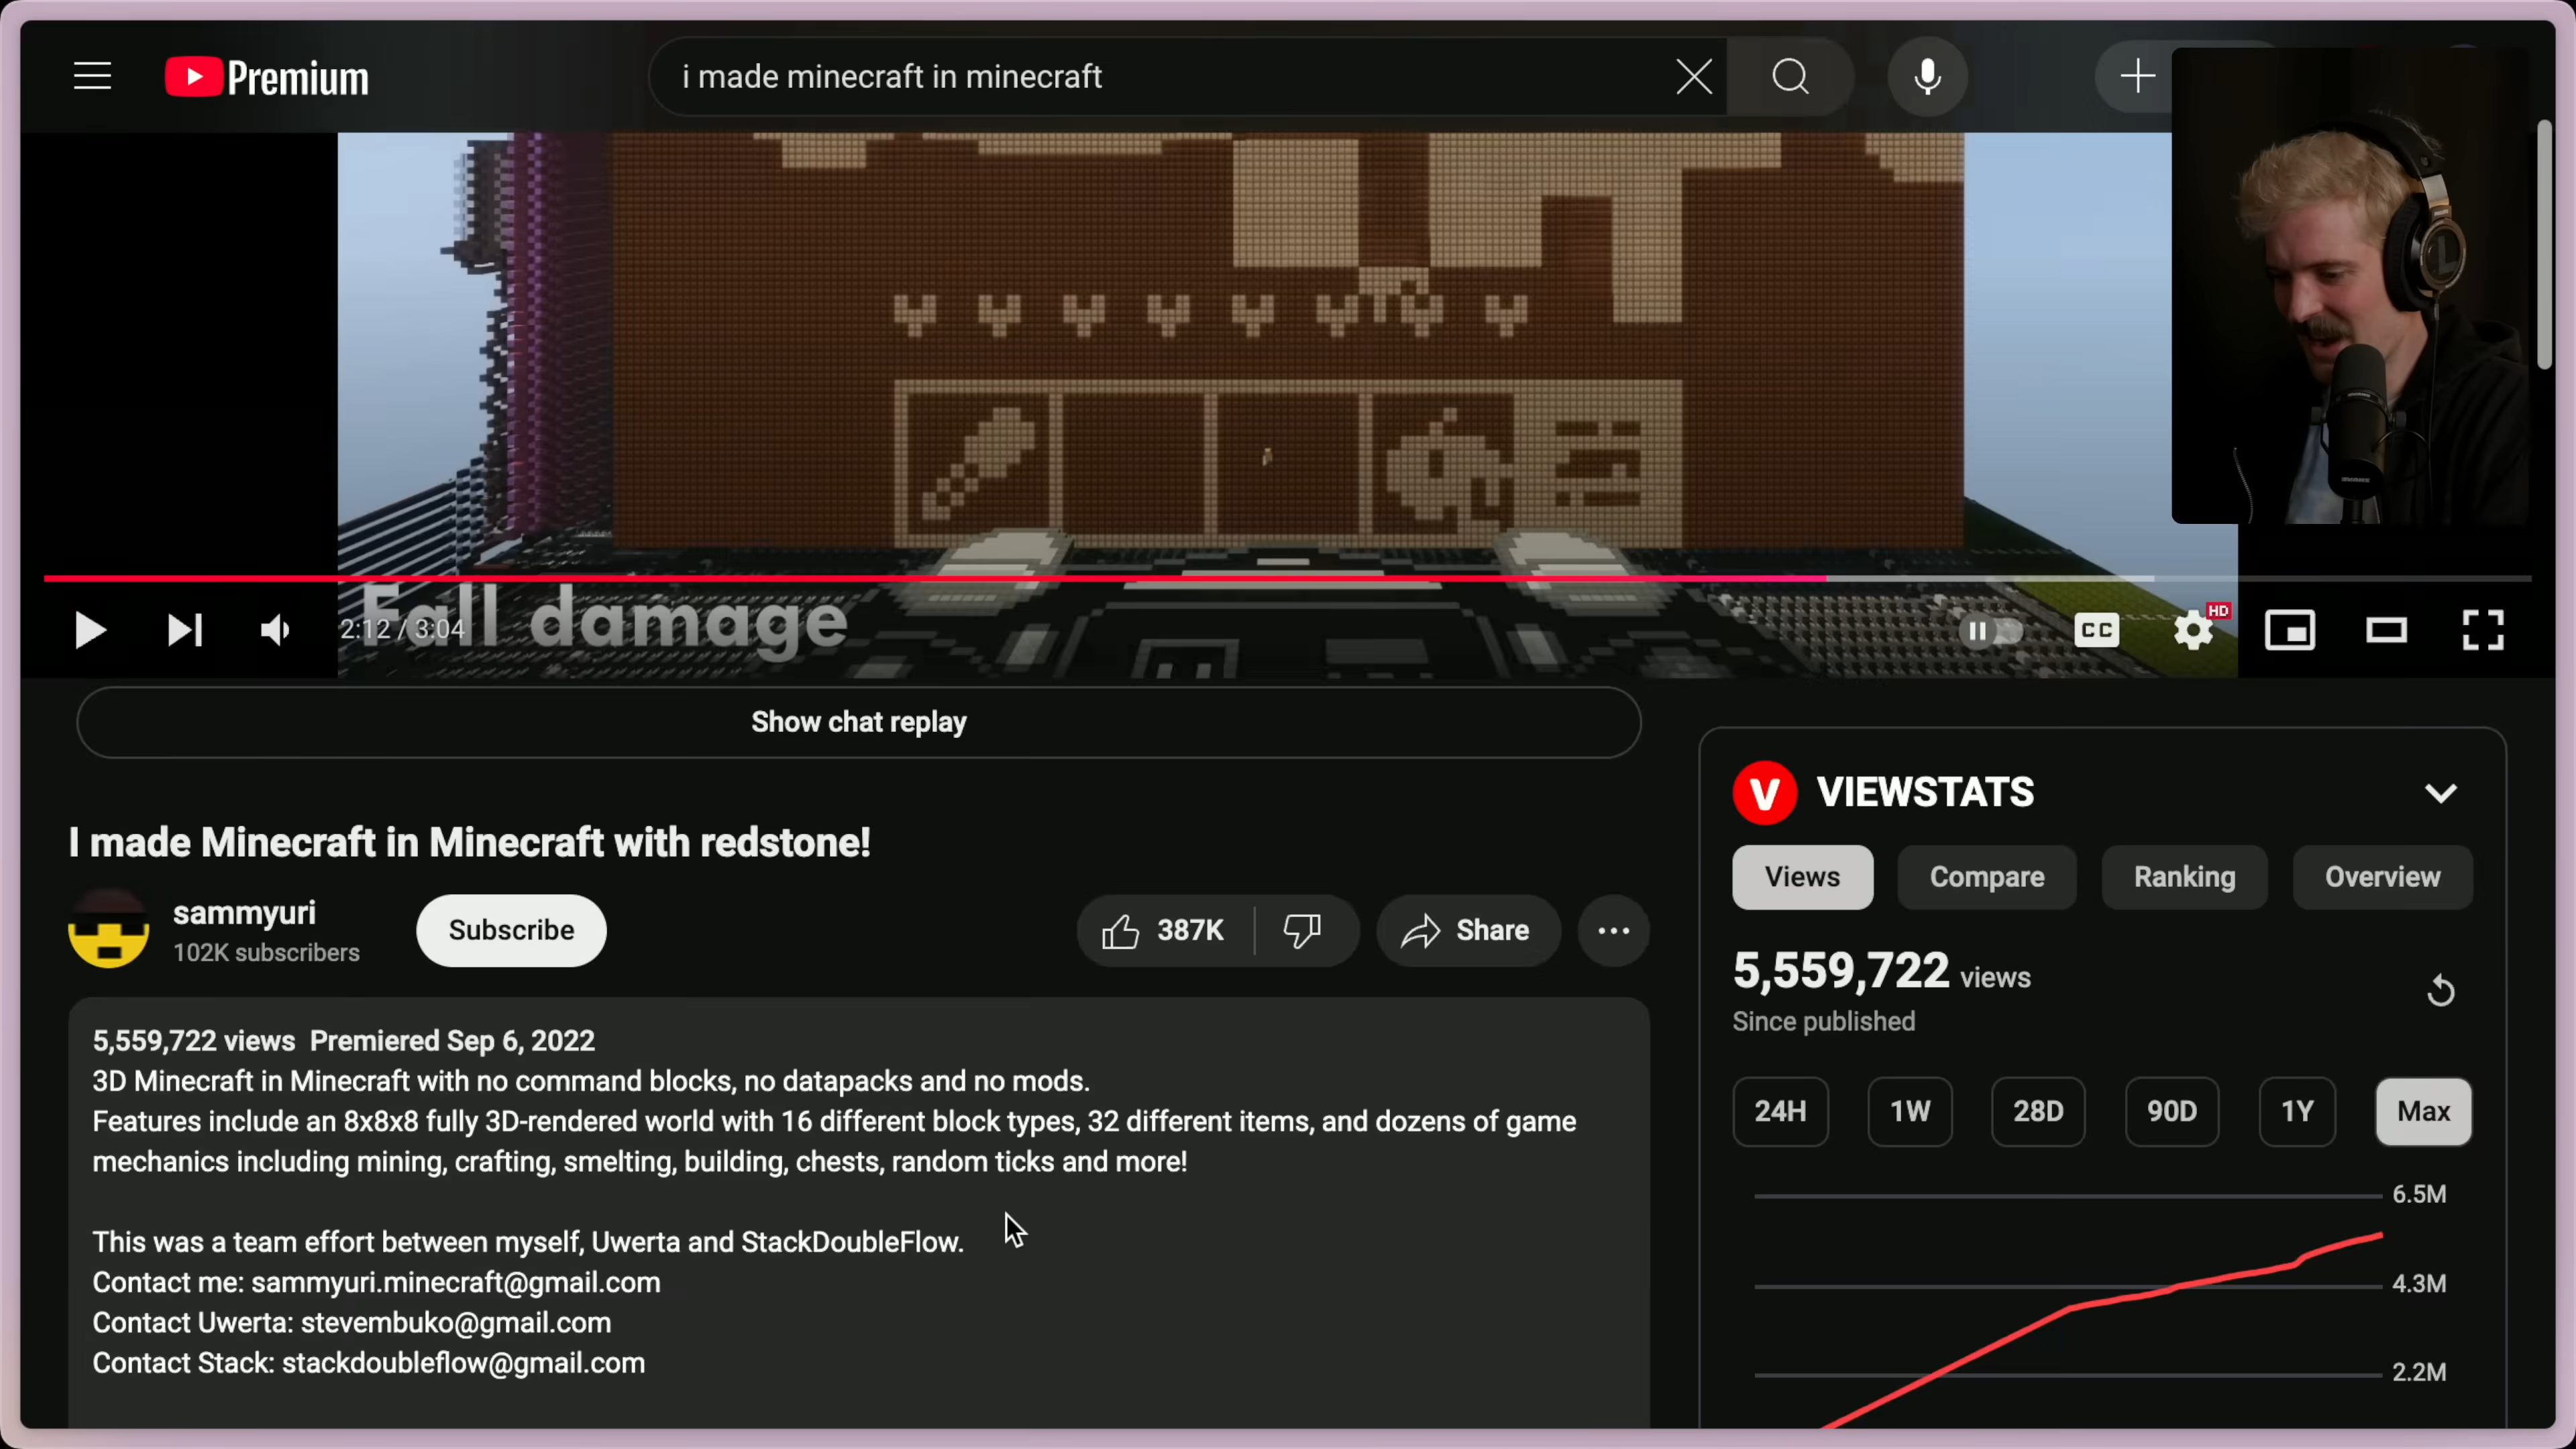 Premium
i made minecraft in minecraft
Fall damage
2:12 / 3:04
CC
HD
Show chat replay
I made Minecraft in Minecraft with redstone!
sammyuri
102K subscribers
Subscribe
387K
Share
5,559,722 views Premiered Sep 6, 2022
3D Minecraft in Minecraft with no command blocks, no datapacks and no mods.
Features include an 8x8x8 fully 3D-rendered world with 16 different block types, 32 different items, and dozens of game
mechanics including mining, crafting, smelting, building, chests, random ticks and more!
This was a team effort between myself, Uwerta and StackDoubleFlow.
Contact me: sammyuri.minecraft@gmail.com
Contact Uwerta: stevembuko@gmail.com
Contact Stack: stackdoubleflow@gmail.com
V VIEWSTATS
Views Compare Ranking Overview
5,559,722 views
Since published
24H 1W 28D 90D 1Y Max
6.5M
4.3M
2.2M